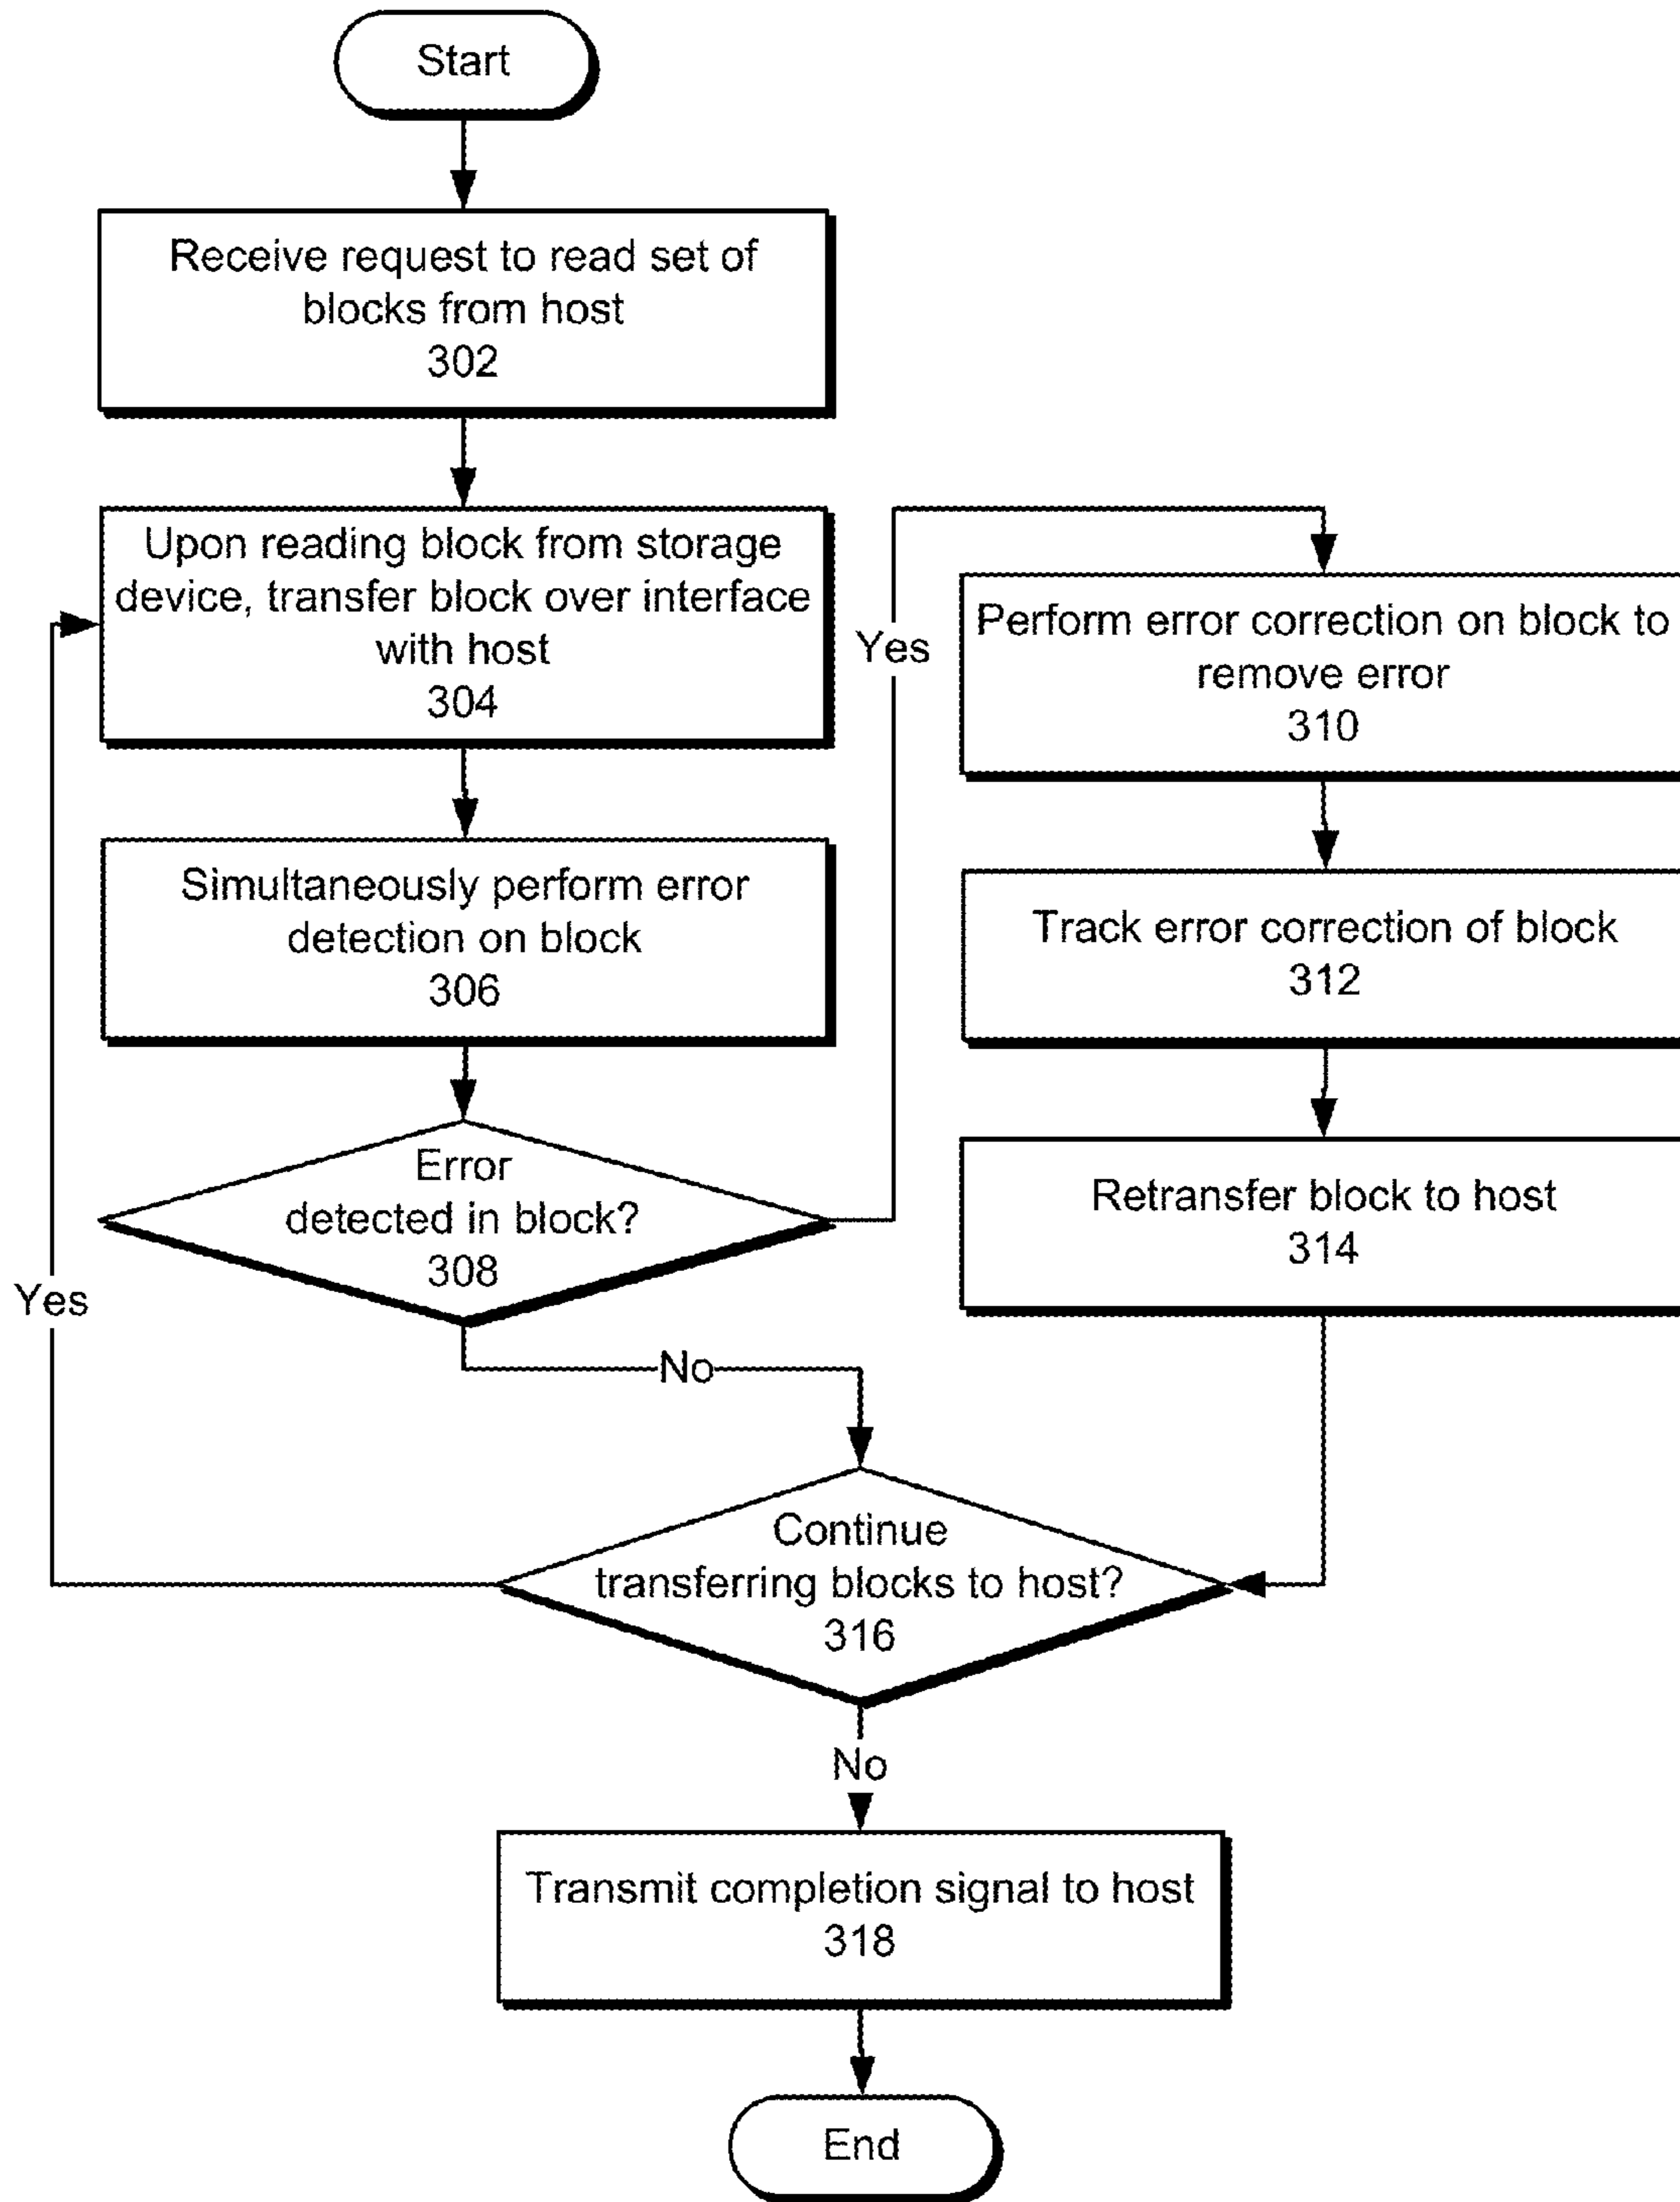 Start
Receive request to read set of
blocks from host
302
Upon reading block from storage
device, transfer block over interface
with host
304
Simultaneously perform error
detection on block
306
Error
detected in block?
308
Yes
Perform error correction on block to
remove error
310
Track error correction of block
312
Retransfer block to host
314
Yes
No
Continue
transferring blocks to host?
316
No
Transmit completion signal to host
318
End